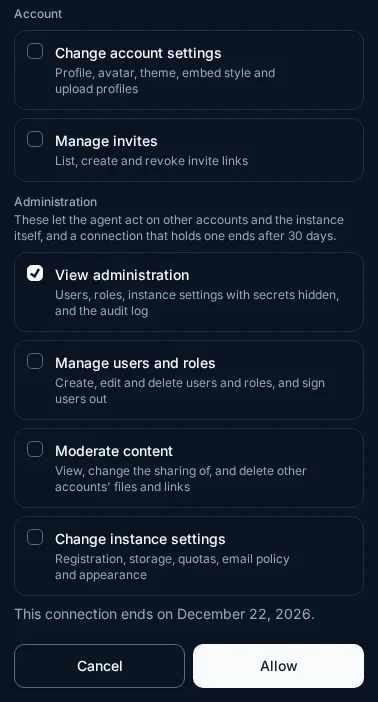 Account
Change account settings
Profile, avatar, theme, embed style and
upload profiles
Manage invites
List, create and revoke invite links
Administration
These let the agent act on other accounts and the instance
itself, and a connection that holds one ends after 30 days.
View administration
Users, roles, instance settings with secrets hidden,
and the audit log
Manage users and roles
Create, edit and delete users and roles, and sign
users out
Moderate content
View, change the sharing of, and delete other
accounts' files and links
Change instance settings
Registration, storage, quotas, email policy
and appearance
This connection ends on December 22, 2026.
Cancel
Allow